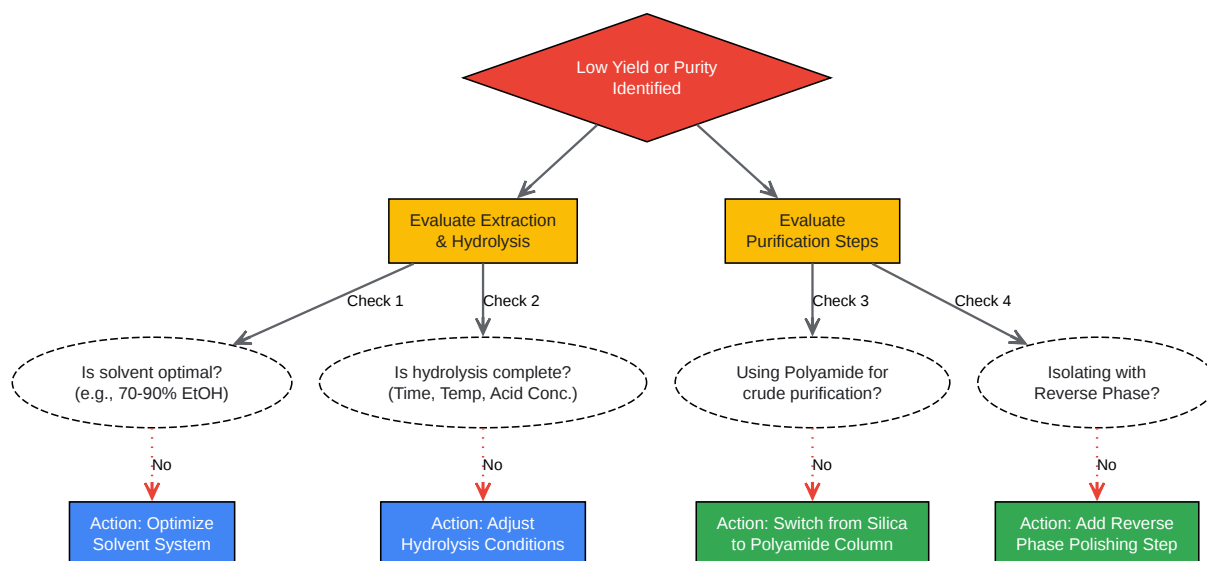 Low Yield or Purity
Identified
Evaluate Extraction
& Hydrolysis
Evaluate
Purification Steps
Check 1
Check 2
Check 3
Check 4
Is solvent optimal?
(e.g., 70-90% EtOH)
Is hydrolysis complete?
(Time, Temp, Acid Conc.)
Using Polyamide for
crude purification?
Isolating with
Reverse Phase?
No
No
No
No
Action: Optimize
Solvent System
Action: Adjust
Hydrolysis Conditions
Action: Switch from Silica
to Polyamide Column
Action: Add Reverse
Phase Polishing Step